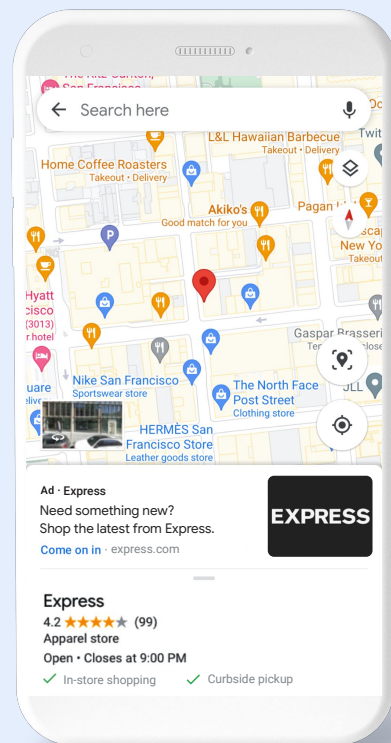 The Ritz-Carlton,
San Francisco
Search here
L&L Hawaiian Barbecue
Takeout • Delivery
Home Coffee Roasters
Takeout • Delivery
Akiko's
Good match for you
Pagan
New Yo
Takeout
P
Hyatt
cisco
(3013)
r hotel
Gaspar Brasseri
Nike San Francisco
Sportswear store
The North Face
Post Street
Clothing store
JLL
uare
HERMÈS San
Francisco Store
Leather goods store
Ad · Express
Need something new?
Shop the latest from Express.
Come on in · express.com
EXPRESS
Express
4.2 (99)
Apparel store
Open • Closes at 9:00 PM
In-store shopping
Curbside pickup